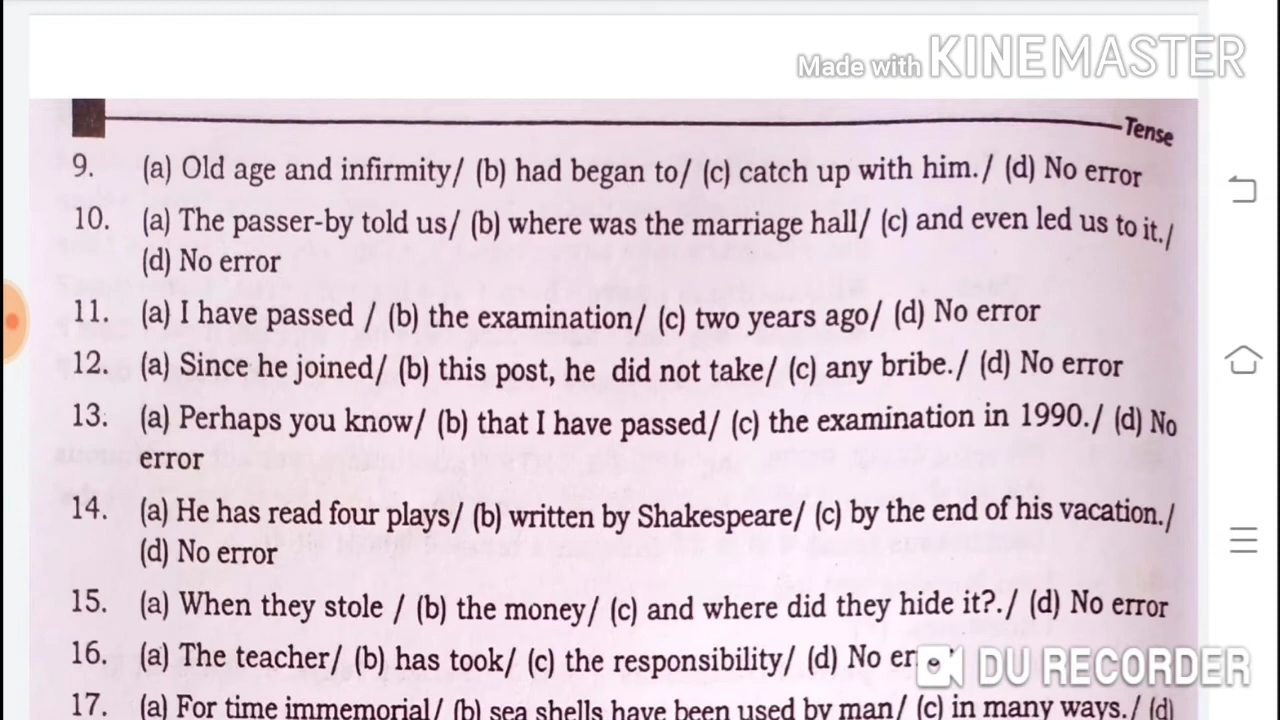 Made with KINEMASTER
Tense
9. (a) Old age and infirmity/ (b) had began to/ (c) catch up with him./ (d) No error
10. (a) The passer-by told us/ (b) where was the marriage hall/ (c) and even led us to it./
(d) No error
11. (a) I have passed / (b) the examination/ (c) two years ago/ (d) No error
12. (a) Since he joined/ (b) this post, he did not take/ (c) any bribe./ (d) No error
13. (a) Perhaps you know/ (b) that I have passed/ (c) the examination in 1990./ (d) No
error
14. (a) He has read four plays/ (b) written by Shakespeare/ (c) by the end of his vacation./
(d) No error
15. (a) When they stole / (b) the money/ (c) and where did they hide it?./ (d) No error
16. (a) The teacher/ (b) has took/ (c) the responsibility/ (d) No er
DU RECORDER
17. (a) For time immemorial/ (b) sea shells have been used by man/ (c) in many ways./ (d)